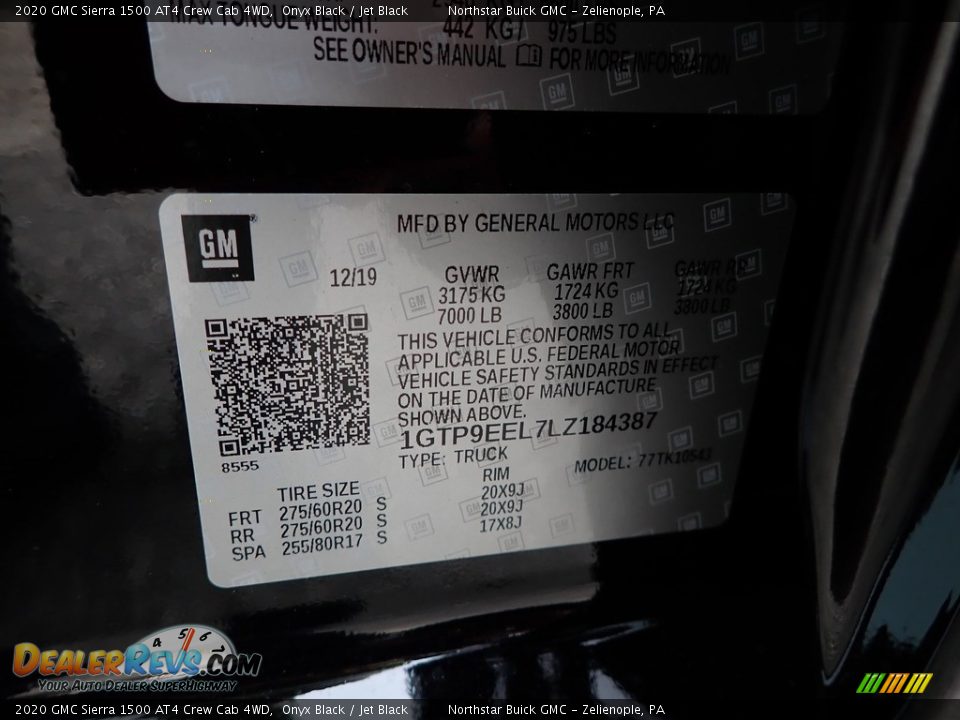 2020 GMC Sierra 1500 AT4 Crew Cab 4WD, Onyx Black / Jet Black Northstar Buick GMC – Zelienople, PA
MAX TONGUE WEIGHT: 442 KG / 975 LBS
SEE OWNER'S MANUAL FOR MORE INFORMATION
GM
MFD BY GENERAL MOTORS LLC
12/19 GVWR GAWR FRT GAWR RR
3175 KG 1724 KG 1724 KG
7000 LB 3800 LB 3800 LB
THIS VEHICLE CONFORMS TO ALL
APPLICABLE U.S. FEDERAL MOTOR
VEHICLE SAFETY STANDARDS IN EFFECT
ON THE DATE OF MANUFACTURE
SHOWN ABOVE.
1GTP9EEL7LZ184387
8555
TYPE: TRUCK MODEL: 77TK10543
TIRE SIZE RIM
FRT 275/60R20 S 20X9J
RR 275/60R20 S 20X9J
SPA 255/80R17 S 17X8J
4 5 6
DealerRevs.com
Your Auto Dealer SuperHighway
2020 GMC Sierra 1500 AT4 Crew Cab 4WD, Onyx Black / Jet Black Northstar Buick GMC – Zelienople, PA